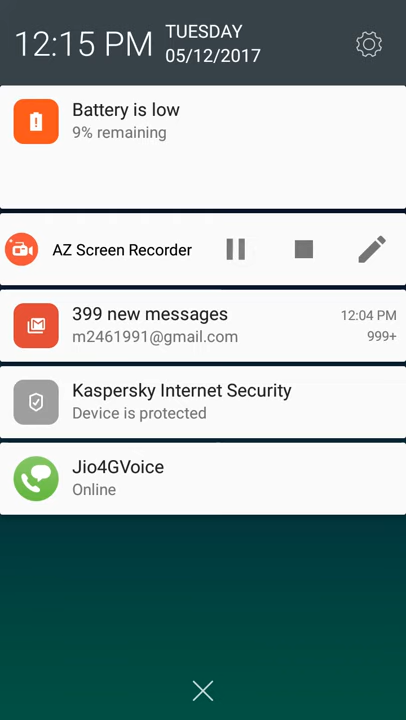 12:15 PM
TUESDAY
05/12/2017
Battery is low
9% remaining
AZ Screen Recorder
399 new messages
12:04 PM
m2461991@gmail.com
999+
Kaspersky Internet Security
Device is protected
Jio4GVoice
Online